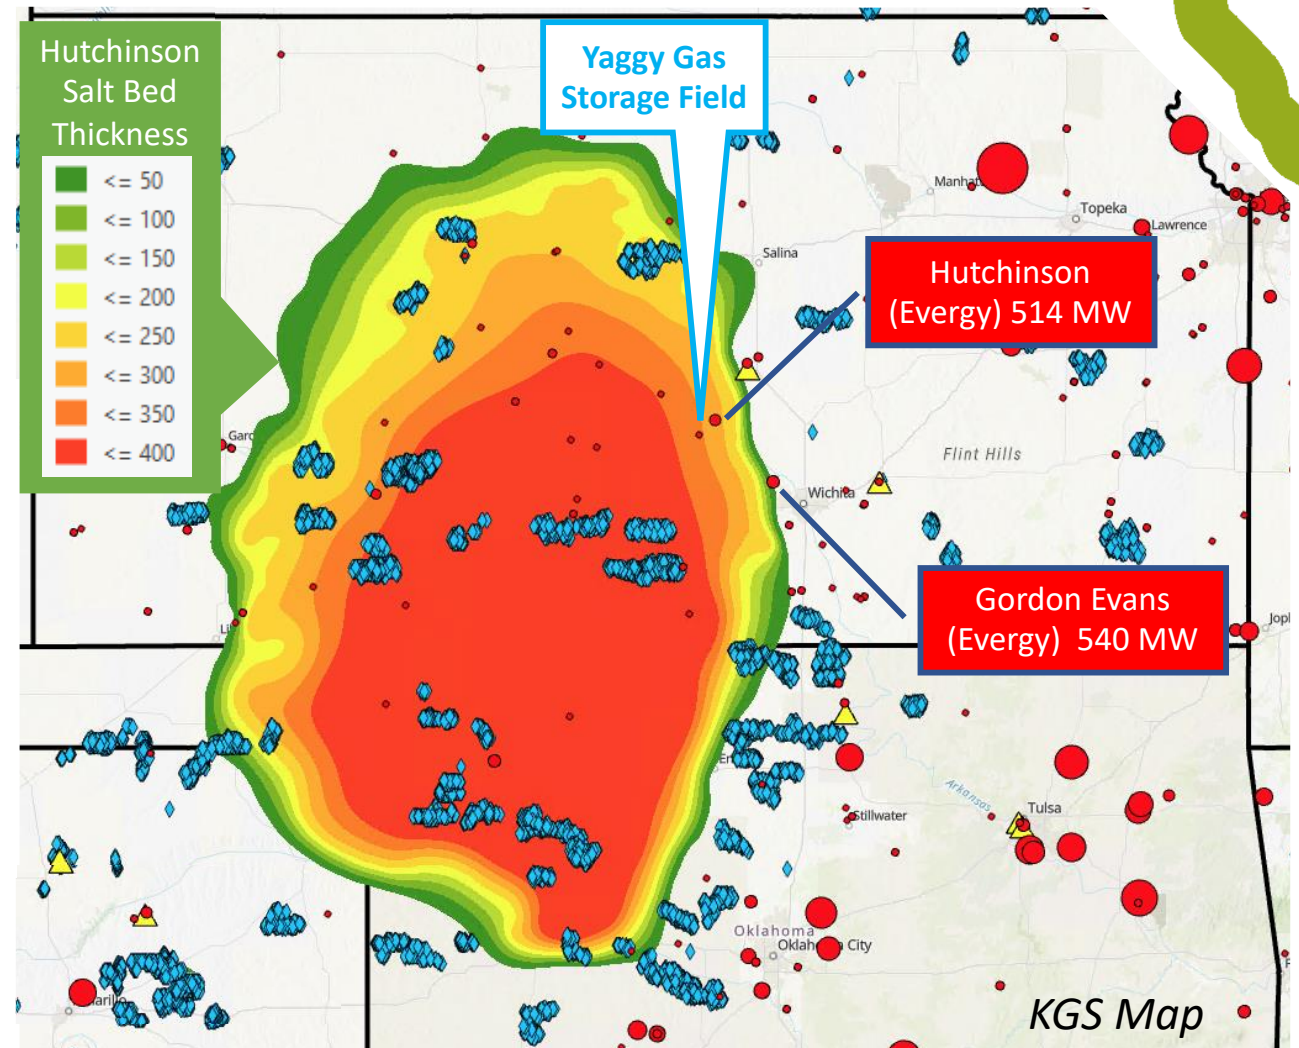 Hutchinson
Salt Bed
Thickness
<= 50
<= 100
<= 150
<= 200
<= 250
<= 300
<= 350
<= 400
Yaggy Gas
Storage Field
Topeka
Lawrence
Salina
Hutchinson
(Evergy) 514 MW
Flint Hills
Wichita
Gordon Evans
(Evergy) 540 MW
Arkansas
Tulsa
Stillwater
Oklahoma
City
KGS Map